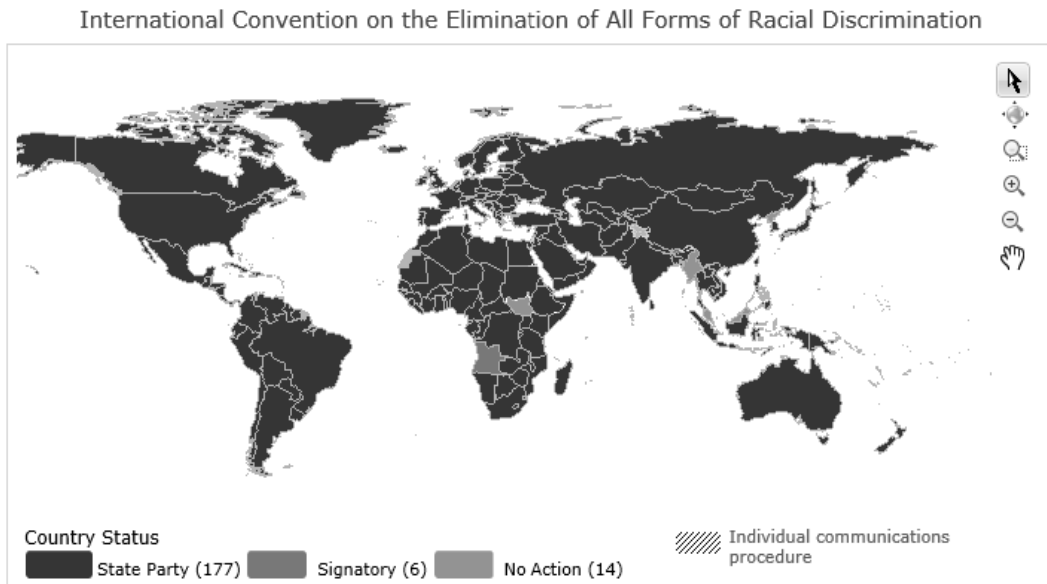 International Convention on the Elimination of All Forms of Racial Discrimination
Country Status
State Party (177) Signatory (6) No Action (14)
Individual communications
procedure